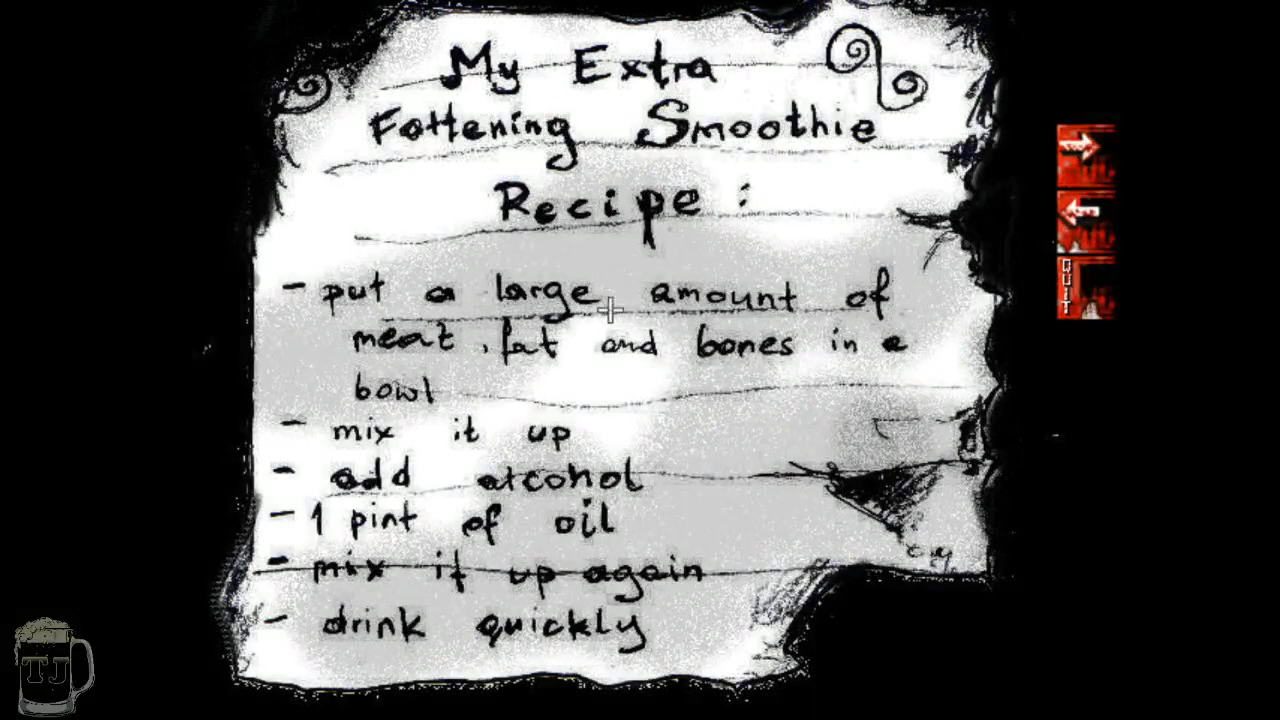 My Extra
Fattening Smoothie
Recipe :
- put a large amount of
meat, fat and bones in a
bowl
- mix it up
- add alcohol
- 1 pint of oil
- mix it up again
- drink quickly
QUIT
TJ